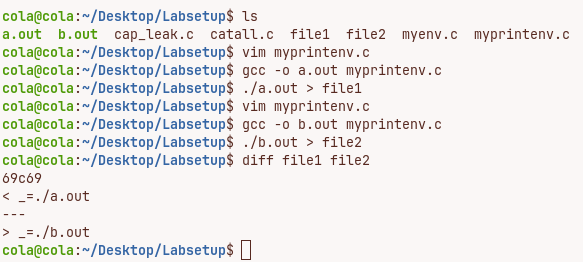 cola@cola:~/Desktop/Labsetup$ ls
a.out  b.out  cap_leak.c  catall.c  file1  file2  myenv.c  myprintenv.c
cola@cola:~/Desktop/Labsetup$ vim myprintenv.c
cola@cola:~/Desktop/Labsetup$ gcc -o a.out myprintenv.c
cola@cola:~/Desktop/Labsetup$ ./a.out > file1
cola@cola:~/Desktop/Labsetup$ vim myprintenv.c
cola@cola:~/Desktop/Labsetup$ gcc -o b.out myprintenv.c
cola@cola:~/Desktop/Labsetup$ ./b.out > file2
cola@cola:~/Desktop/Labsetup$ diff file1 file2
69c69
< _=./a.out
---
> _=./b.out
cola@cola:~/Desktop/Labsetup$